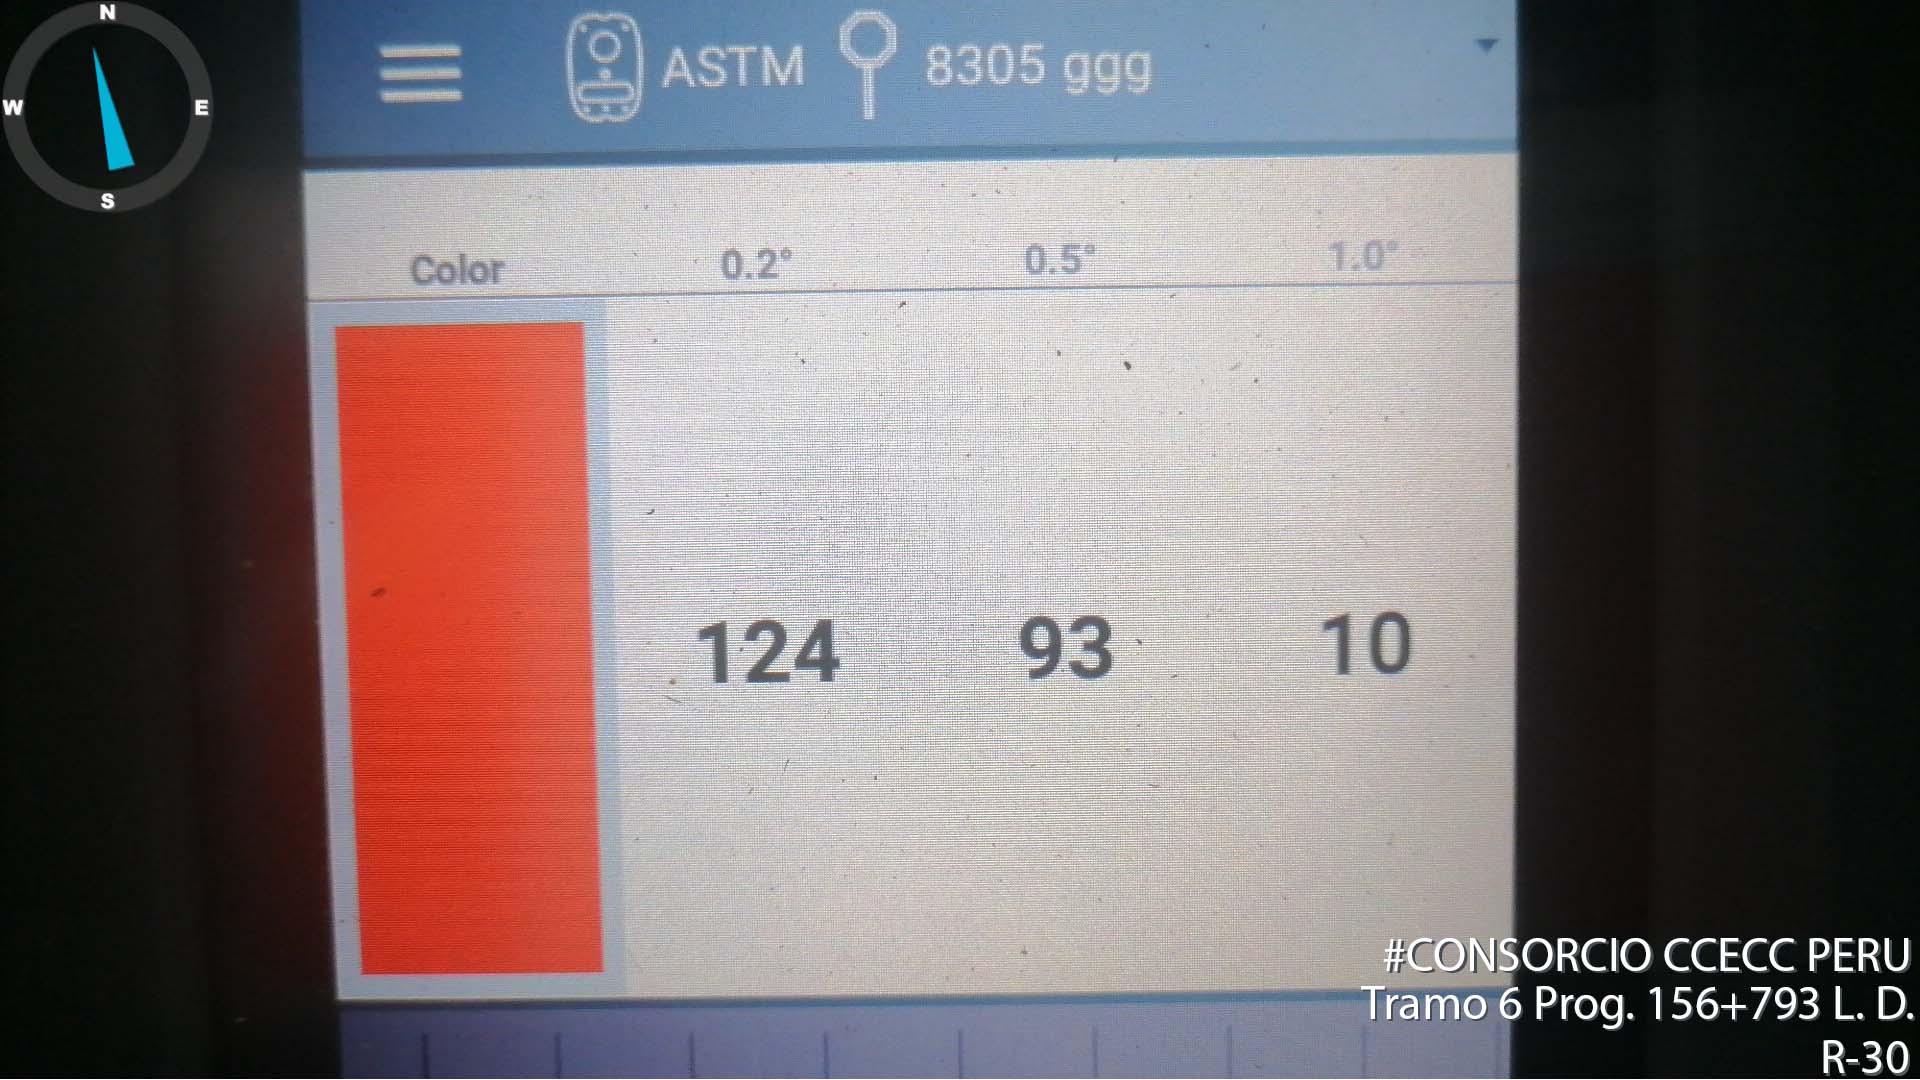 N
W E
S
ASTM 8305 ggg
Color 0.2° 0.5° 1.0°
124 93 10
#CONSORCIO CCECC PERU
Tramo 6 Prog. 156+793 L. D.
R-30